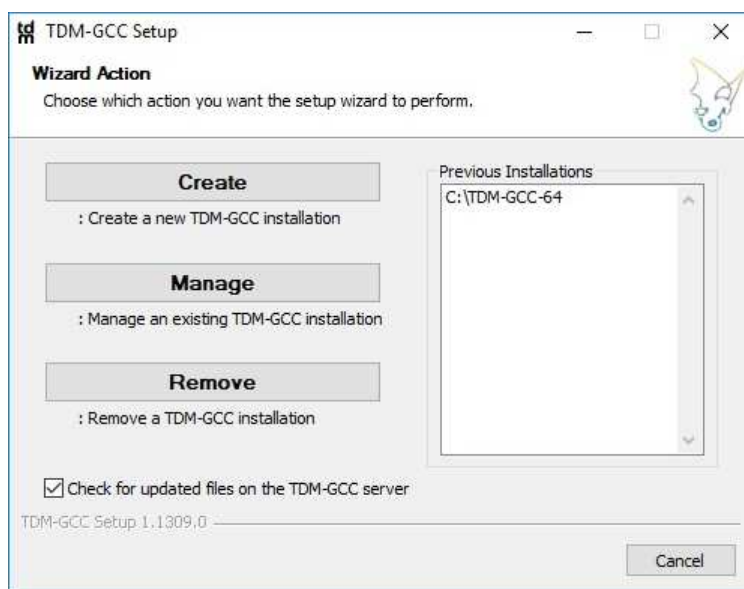 tdm TDM-GCC Setup
Wizard Action
Choose which action you want the setup wizard to perform.
Create
: Create a new TDM-GCC installation
Manage
: Manage an existing TDM-GCC installation
Remove
: Remove a TDM-GCC installation
Previous Installations
C:\TDM-GCC-64
Check for updated files on the TDM-GCC server
TDM-GCC Setup 1.1309.0
Cancel